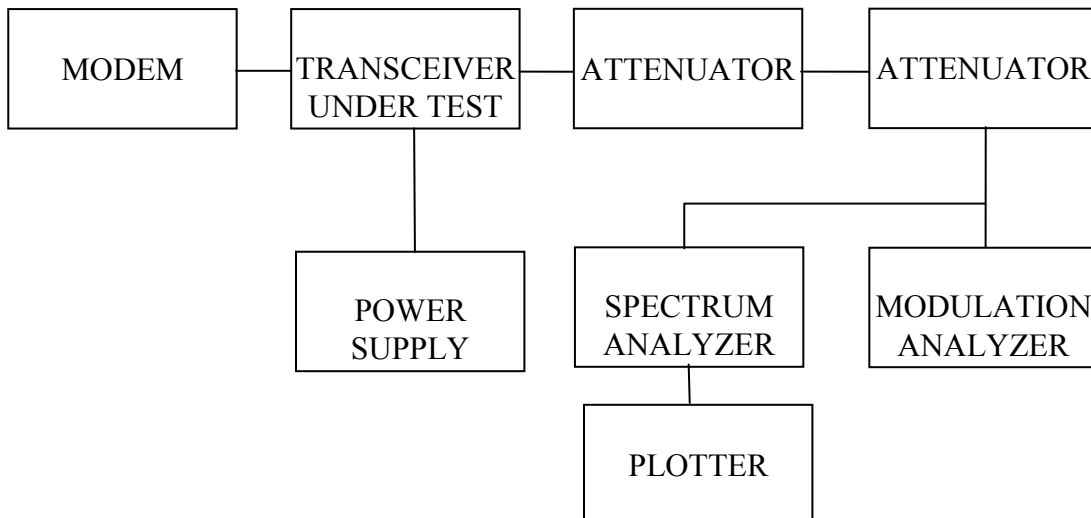 MODEM
TRANSCEIVER
UNDER TEST
ATTENUATOR
ATTENUATOR
POWER
SUPPLY
SPECTRUM
ANALYZER
MODULATION
ANALYZER
PLOTTER